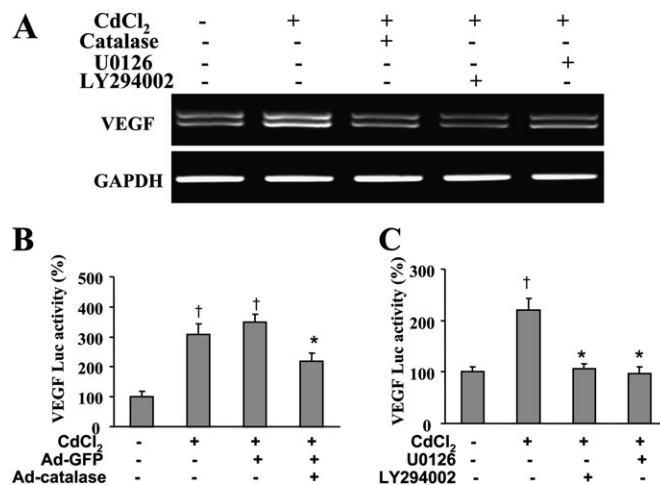 A
CdCl2 - + + + +
Catalase - - + - -
U0126 - - - - +
LY294002 - - - + -
VEGF
GAPDH
B
VEGF Luc activity (%)
500
400
300
200
100
0
† † *
CdCl2 - + + +
Ad-GFP - - + +
Ad-catalase - - - +
C
VEGF Luc activity (%)
300
200
100
0
† * *
CdCl2 - + + +
U0126 - - - +
LY294002 - - + -